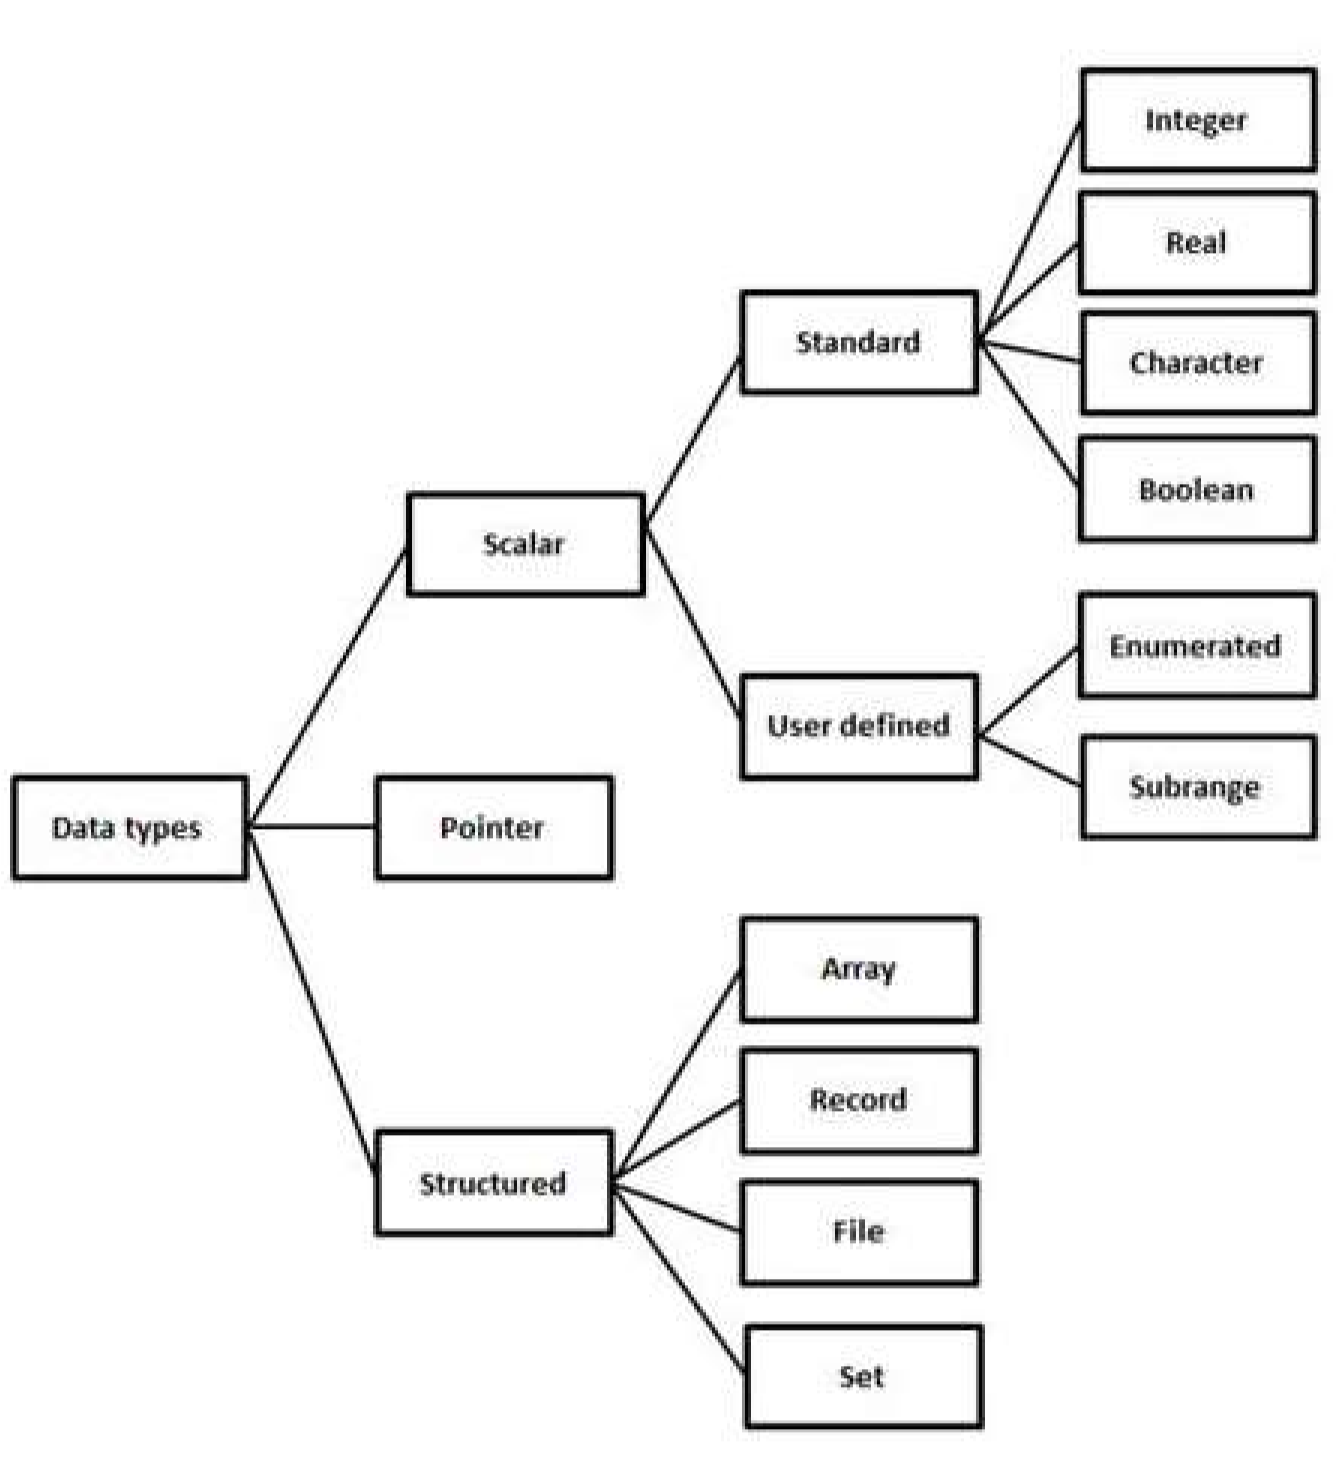 Data types
Scalar
Standard
Integer
Real
Character
Boolean
User defined
Enumerated
Subrange
Pointer
Structured
Array
Record
File
Set